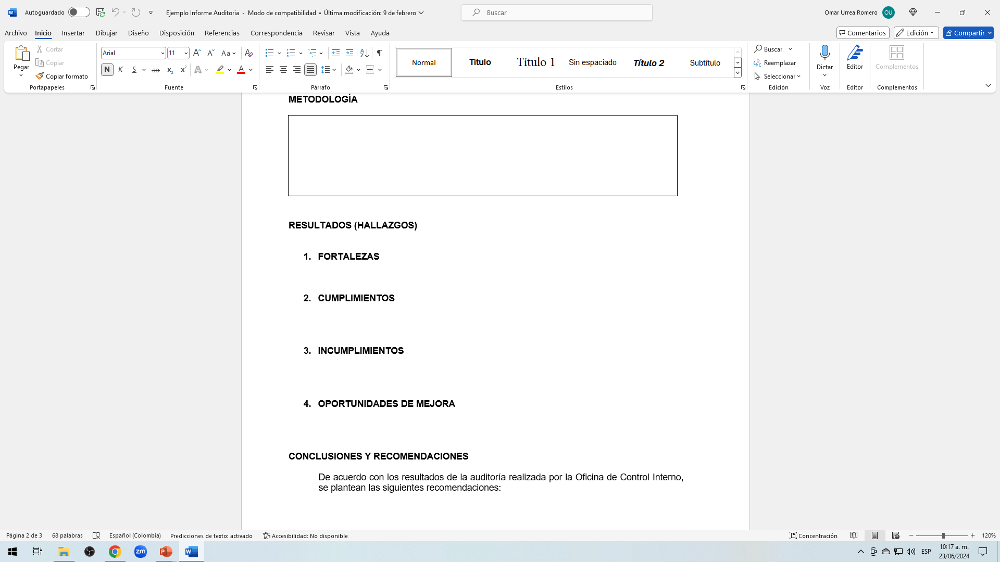 Autoguardado
Ejemplo Informe Auditoria - Modo de compatibilidad • Última modificación: 9 de febrero
Buscar
Omar Urrea Romero OU
Archivo Inicio Insertar Dibujar Diseño Disposición Referencias Correspondencia Revisar Vista Ayuda
Comentarios Edición Compartir
Pegar
Cortar
Copiar
Copiar formato
Portapapeles
Arial 11
Aa
N K S ab x₂ x² A A
Fuente
Párrafo
Normal Título Título 1 Sin espaciado Título 2 Subtítulo
Estilos
Buscar
Reemplazar
Seleccionar
Edición
Dictar
Voz
Editor
Editor
Complementos
Complementos
METODOLOGÍA
RESULTADOS (HALLAZGOS)
1. FORTALEZAS
2. CUMPLIMIENTOS
3. INCUMPLIMIENTOS
4. OPORTUNIDADES DE MEJORA
CONCLUSIONES Y RECOMENDACIONES
De acuerdo con los resultados de la auditoría realizada por la Oficina de Control Interno,
se plantean las siguientes recomendaciones:
Página 2 de 3 68 palabras Español (Colombia) Predicciones de texto: activado Accesibilidad: No disponible
Concentración 120%
zm P W
ESP
10:17 a. m.
23/06/2024